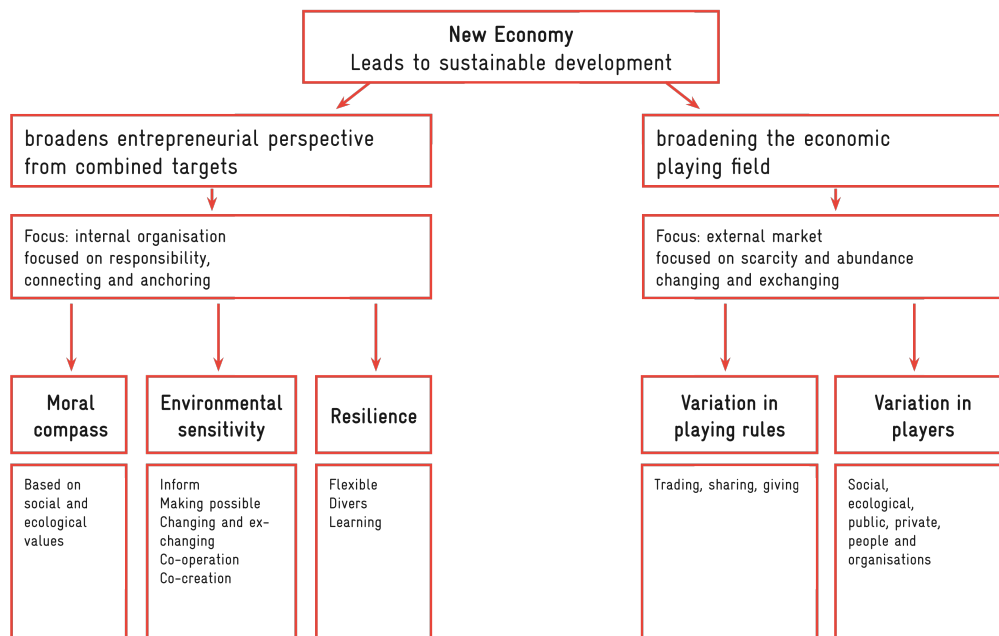 New Economy
Leads to sustainable development
broadens entrepreneurial perspective
from combined targets
broadening the economic
playing field
Focus: internal organisation
focused on responsibility,
connecting and anchoring
Focus: external market
focused on scarcity and abundance
changing and exchanging
Moral
compass
Environmental
sensitivity
Resilience
Variation in
playing rules
Variation in
players
Based on
social and
ecological
values
Inform
Making possible
Changing and ex-
changing
Co-operation
Co-creation
Flexible
Divers
Learning
Trading, sharing, giving
Social,
ecological,
public, private,
people and
organisations